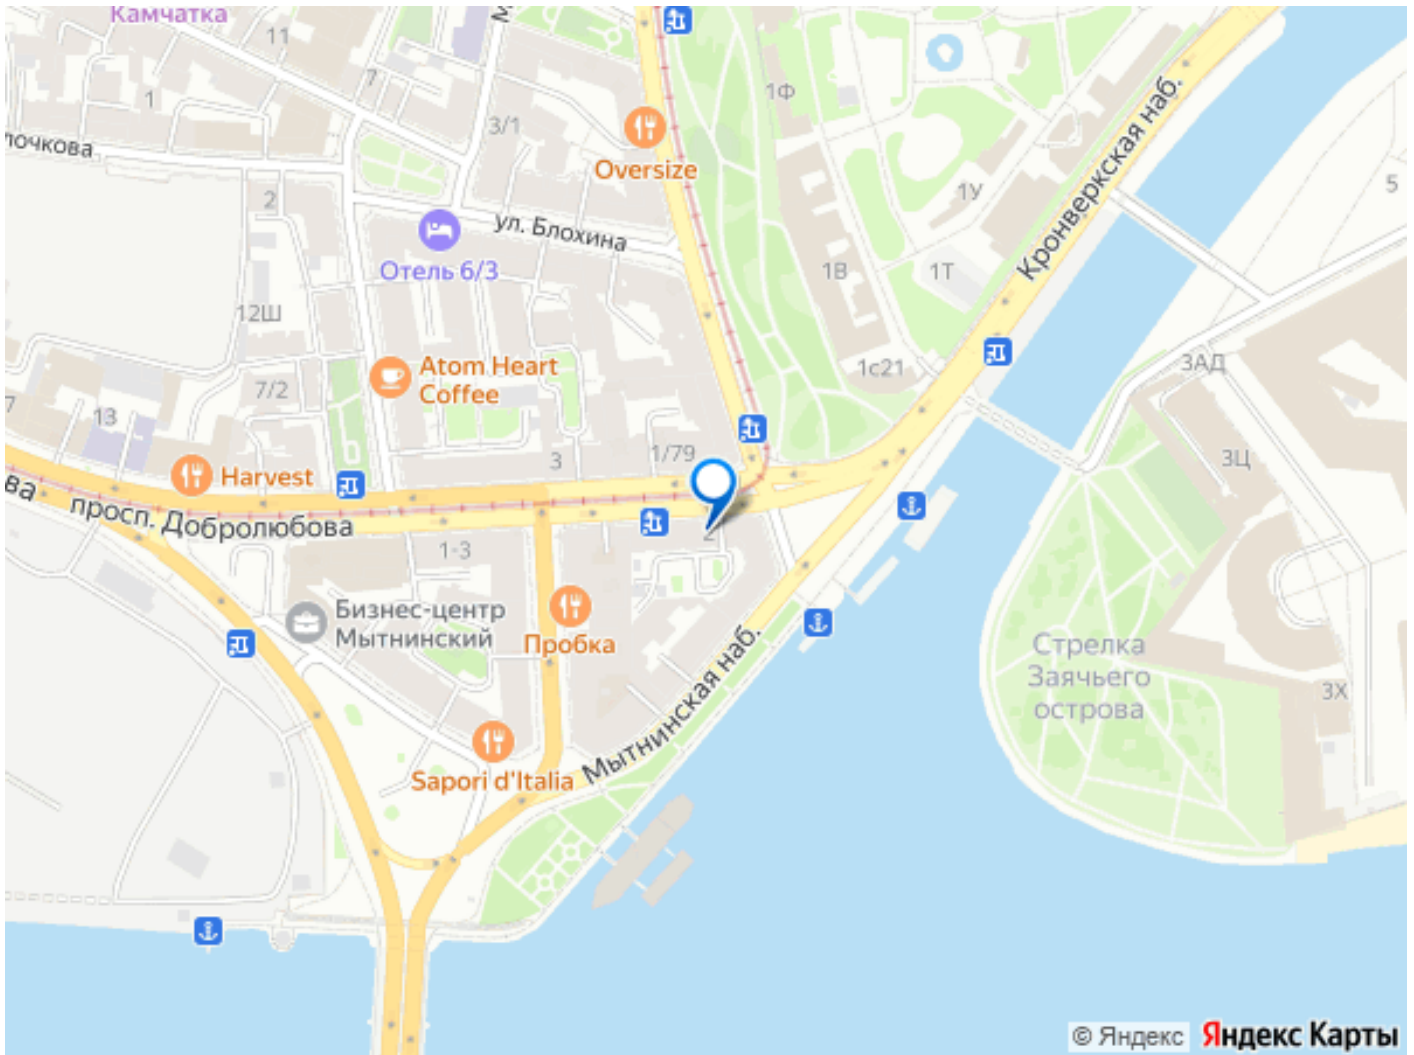 Камчатка
11
7
1
1Ф
3/1
Oversize
лочкова
Кронверкская наб.
2
1У
5
ул. Блохина
Отель 6/3
1В
1Т
12Ш
Atom Heart
Coffee
1с21
3АД
7/2
7
13
1/79
3
3Ц
Harvest
ва
просп. Добролюбова
2
1-3
Бизнес-центр
Мытнинский
Пробка
Стрелка
Заячьего
острова
3Х
Мытнинская наб.
Sapori d'Italia
© Яндекс
Яндекс Карты